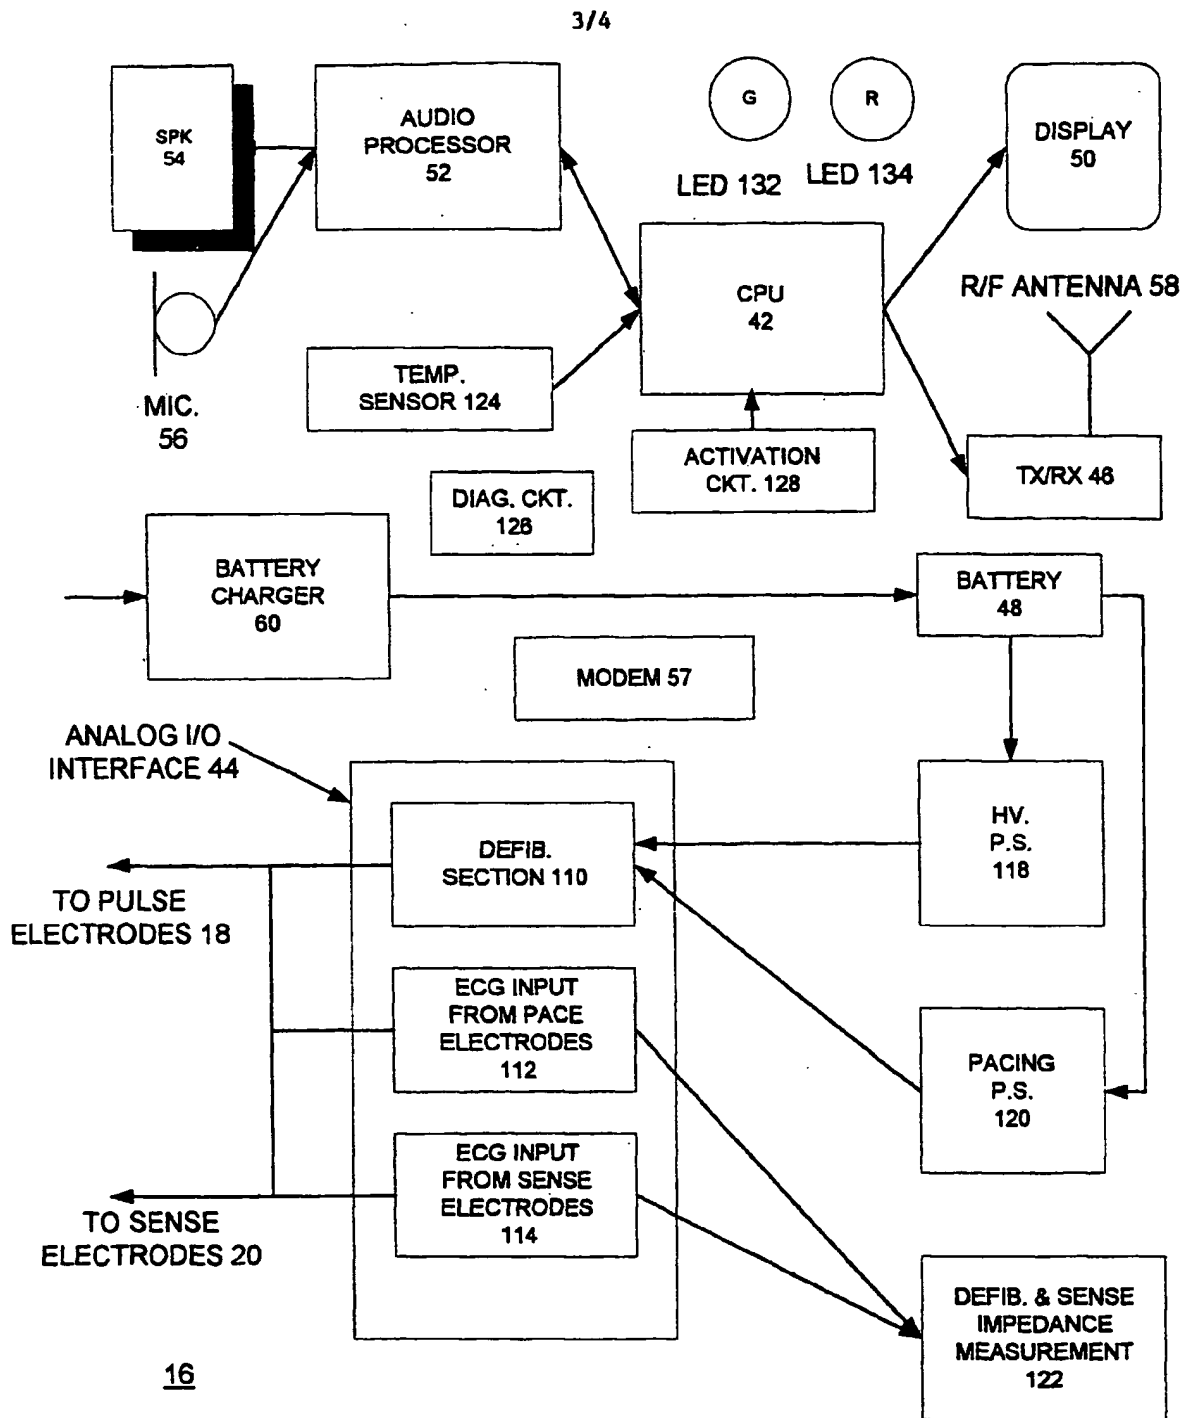 3/4
SPK
54
AUDIO
PROCESSOR
52
G
R
LED 132
LED 134
DISPLAY
50
CPU
42
R/F ANTENNA 58
MIC.
56
TEMP.
SENSOR 124
ACTIVATION
CKT. 128
TX/RX 46
DIAG. CKT.
126
BATTERY
CHARGER
60
BATTERY
48
MODEM 57
ANALOG I/O
INTERFACE 44
DEFIB.
SECTION 110
HV.
P.S.
118
TO PULSE
ELECTRODES 18
ECG INPUT
FROM PACE
ELECTRODES
112
PACING
P.S.
120
ECG INPUT
FROM SENSE
ELECTRODES
114
TO SENSE
ELECTRODES 20
DEFIB. & SENSE
IMPEDANCE
MEASUREMENT
122
16